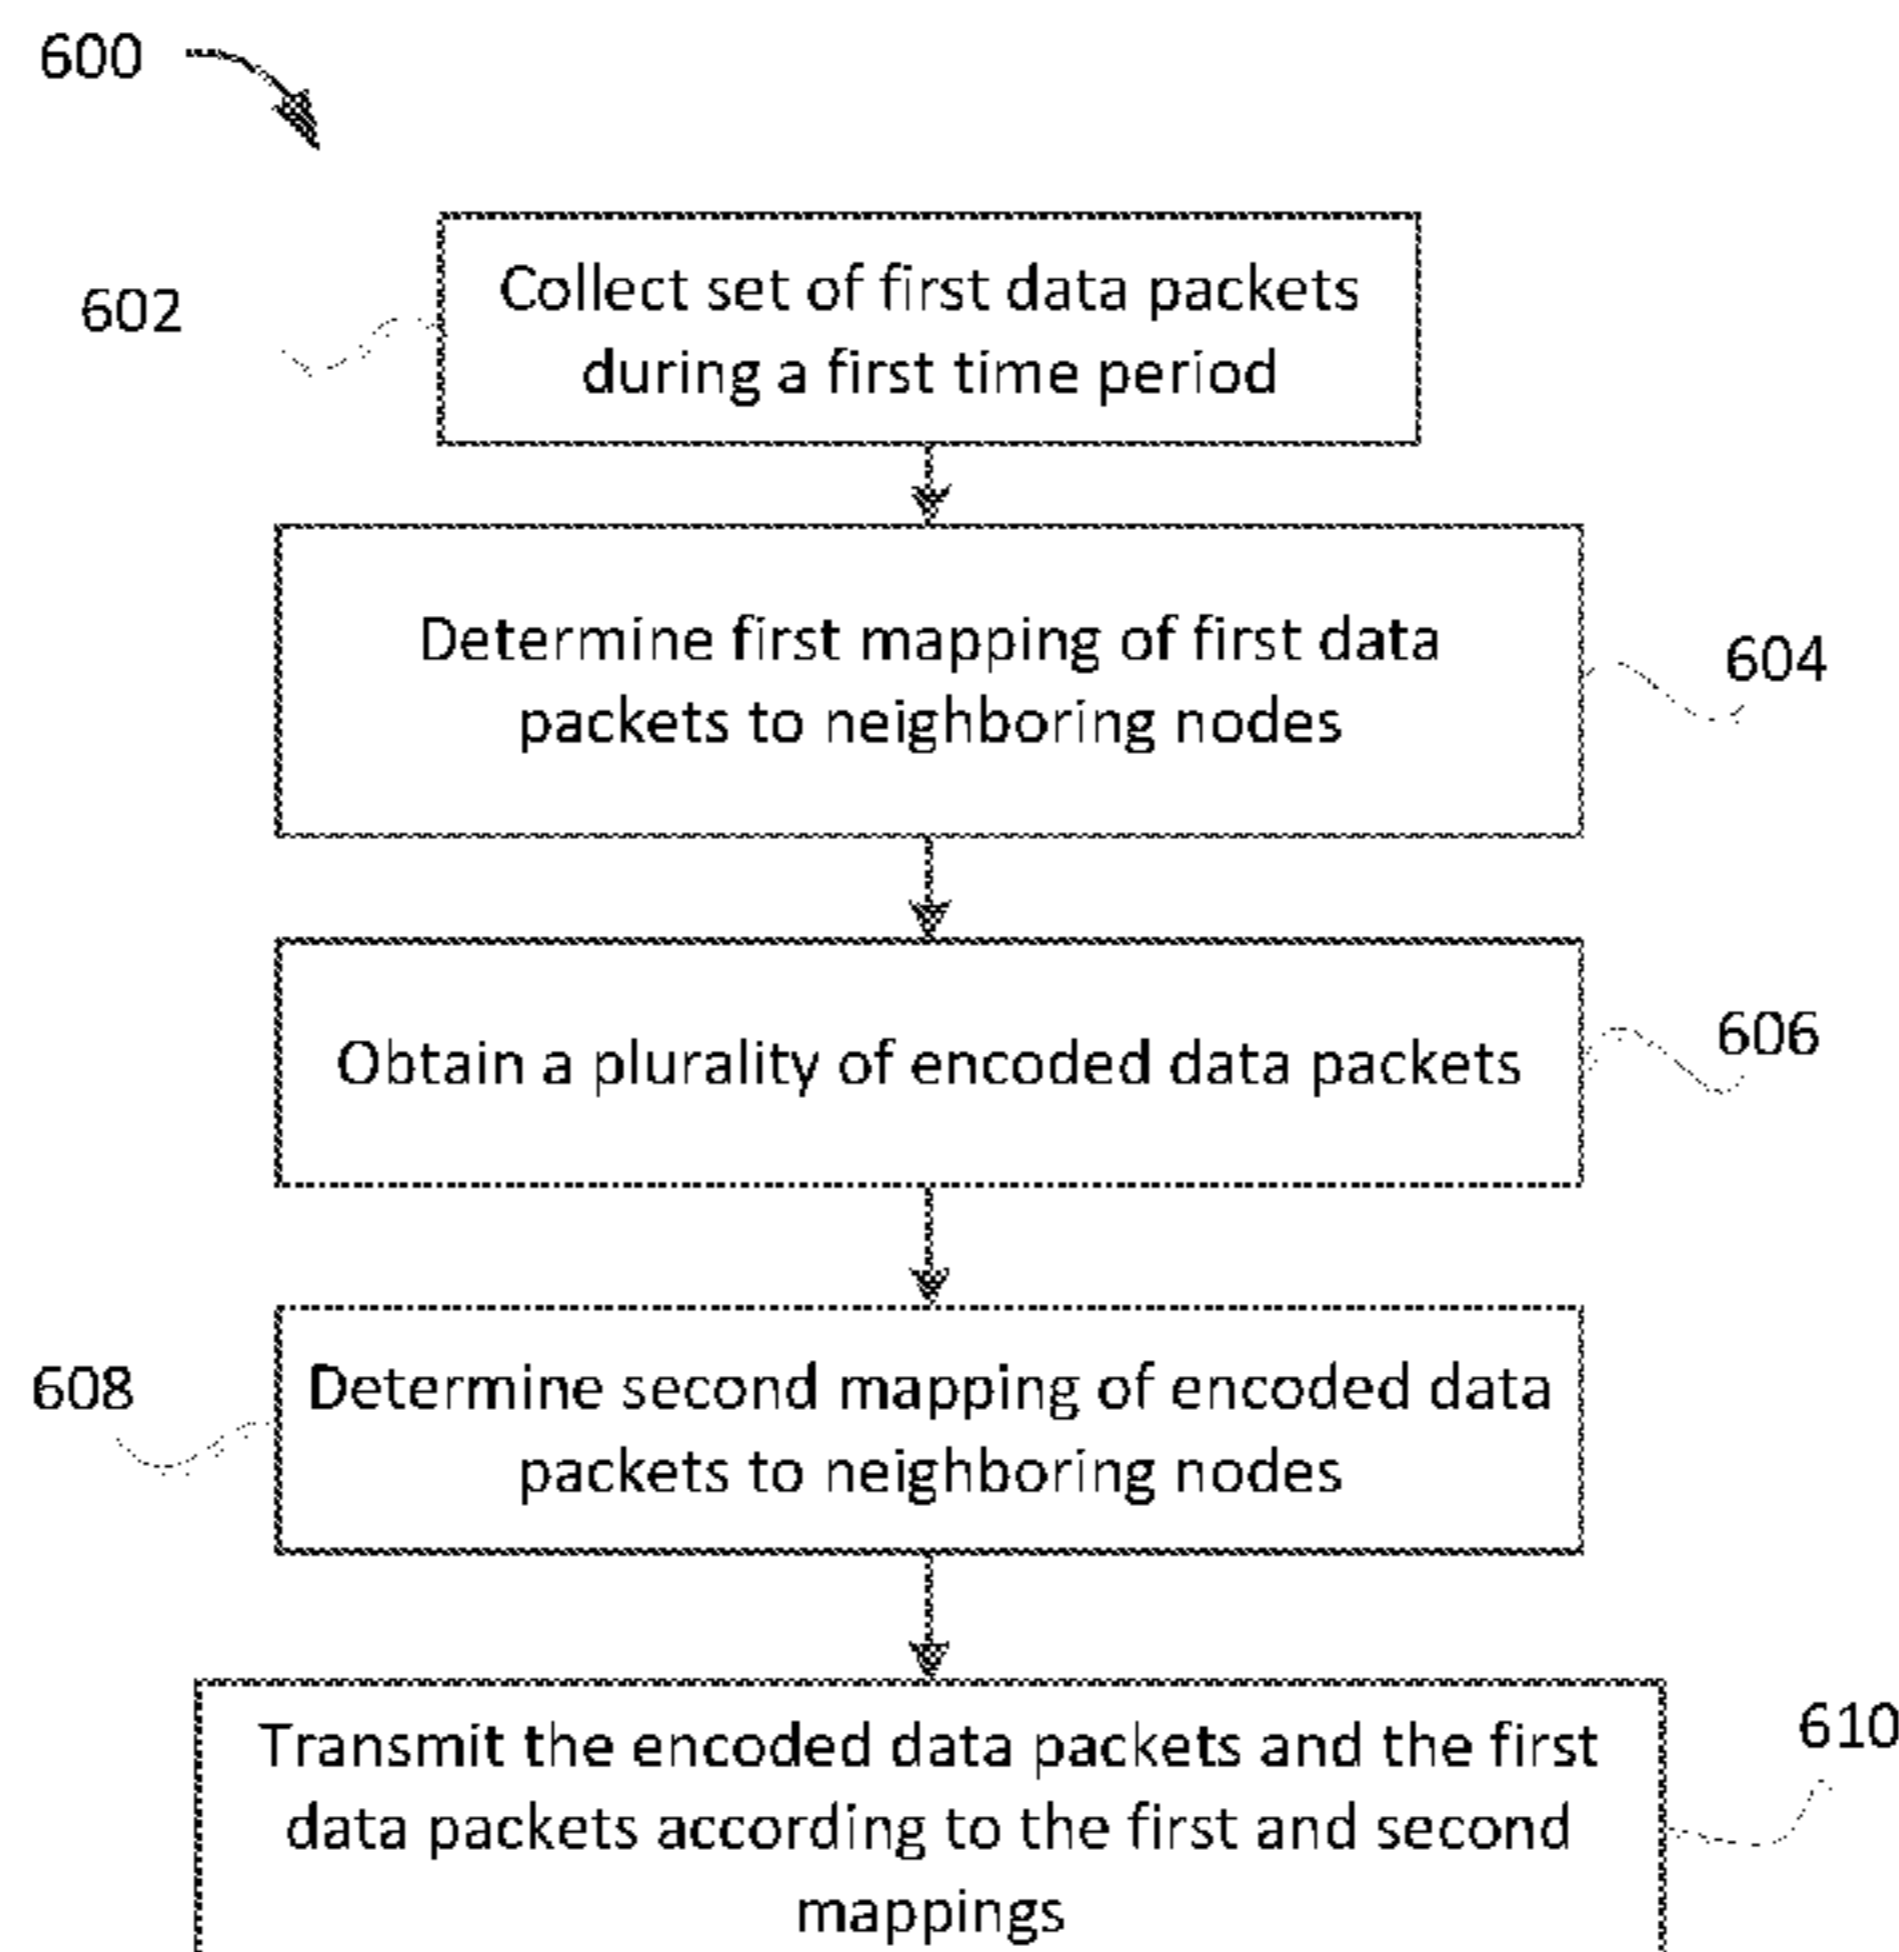 600
602
Collect set of first data packets
during a first time period
Determine first mapping of first data
packets to neighboring nodes
604
Obtain a plurality of encoded data packets
606
608
Determine second mapping of encoded data
packets to neighboring nodes
Transmit the encoded data packets and the first
data packets according to the first and second
mappings
610